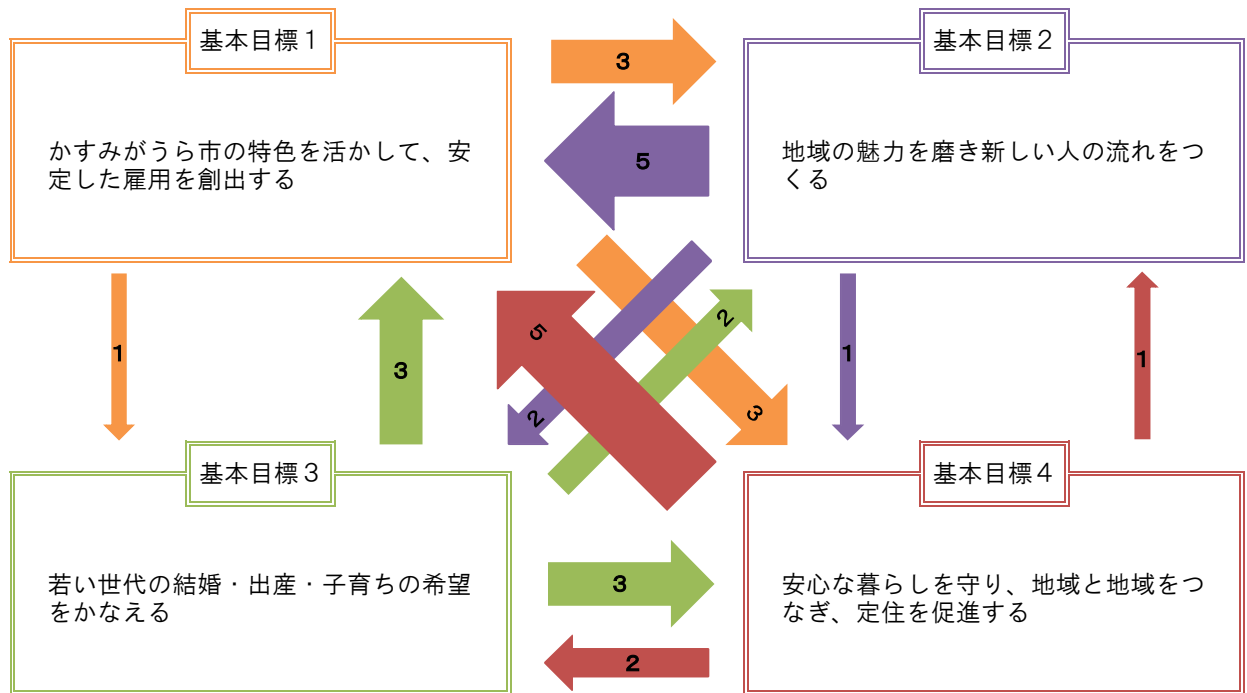 基本目標１
基本目標２
3
かすみがうら市の特色を活かして、安
定した雇用を創出する
5
地域の魅力を磨き新しい人の流れをつ
くる
1
3
5
2
2
3
1
1
基本目標３
基本目標４
若い世代の結婚・出産・子育ちの希望
をかなえる
3
2
安心な暮らしを守り、地域と地域をつ
なぎ、定住を促進する